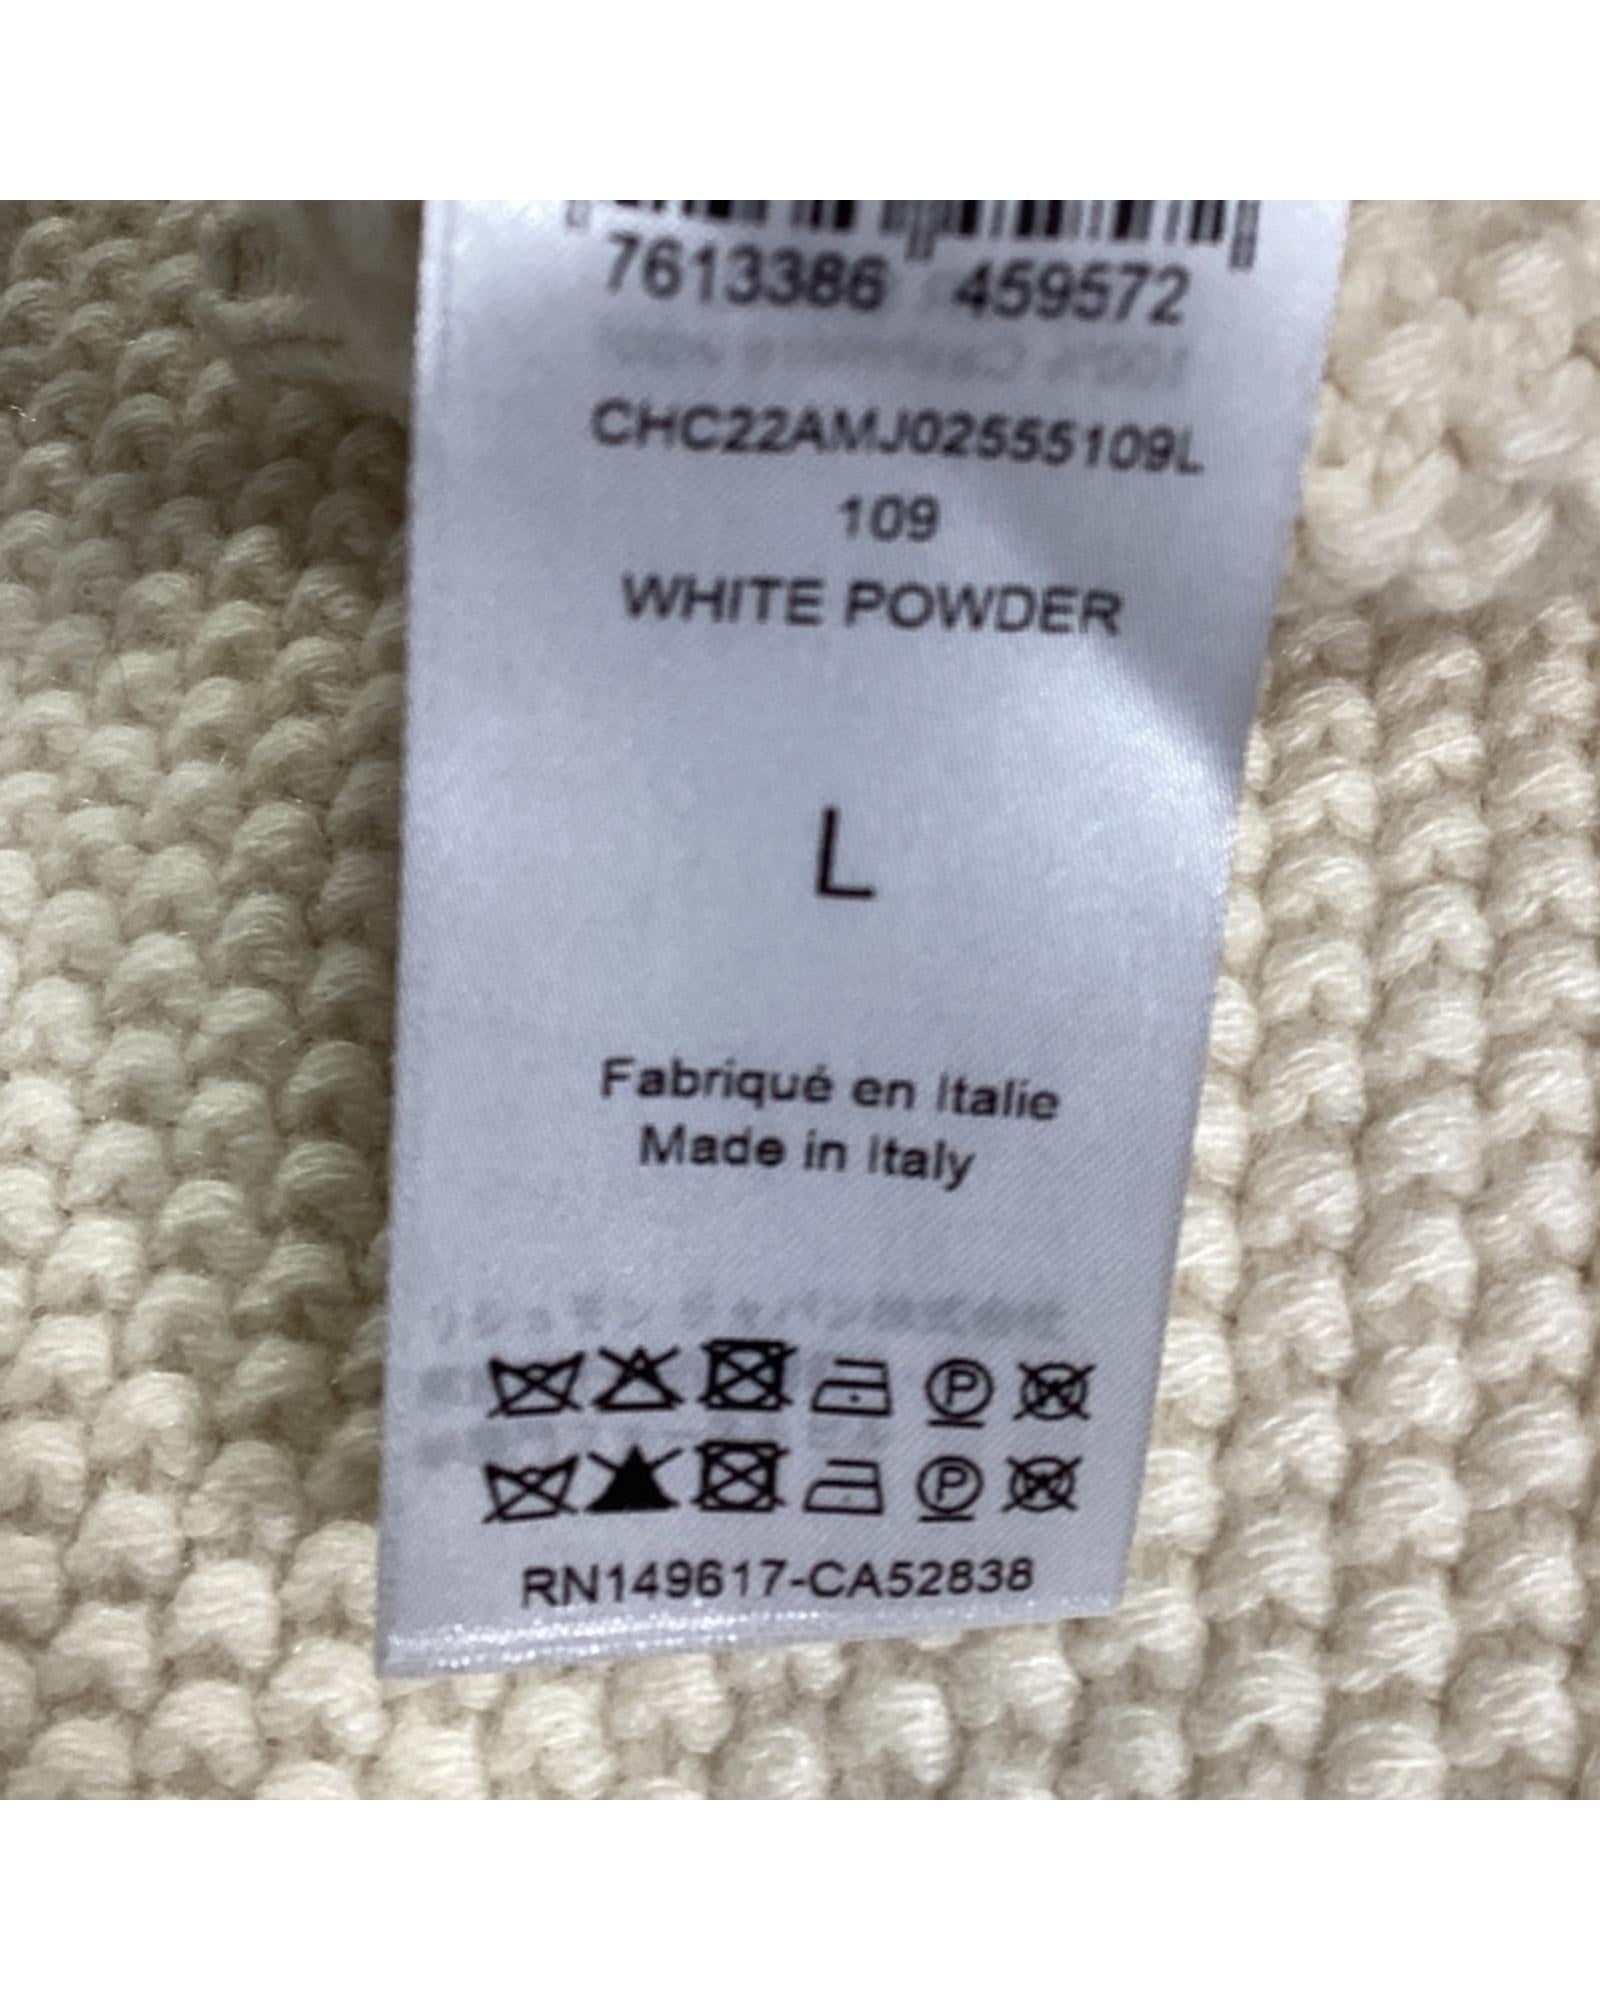 7613386 459572
CHC22AMJ02555109L
109
WHITE POWDER
L
Fabriqué en Italie
Made in Italy
P
P
RN149617-CA52838